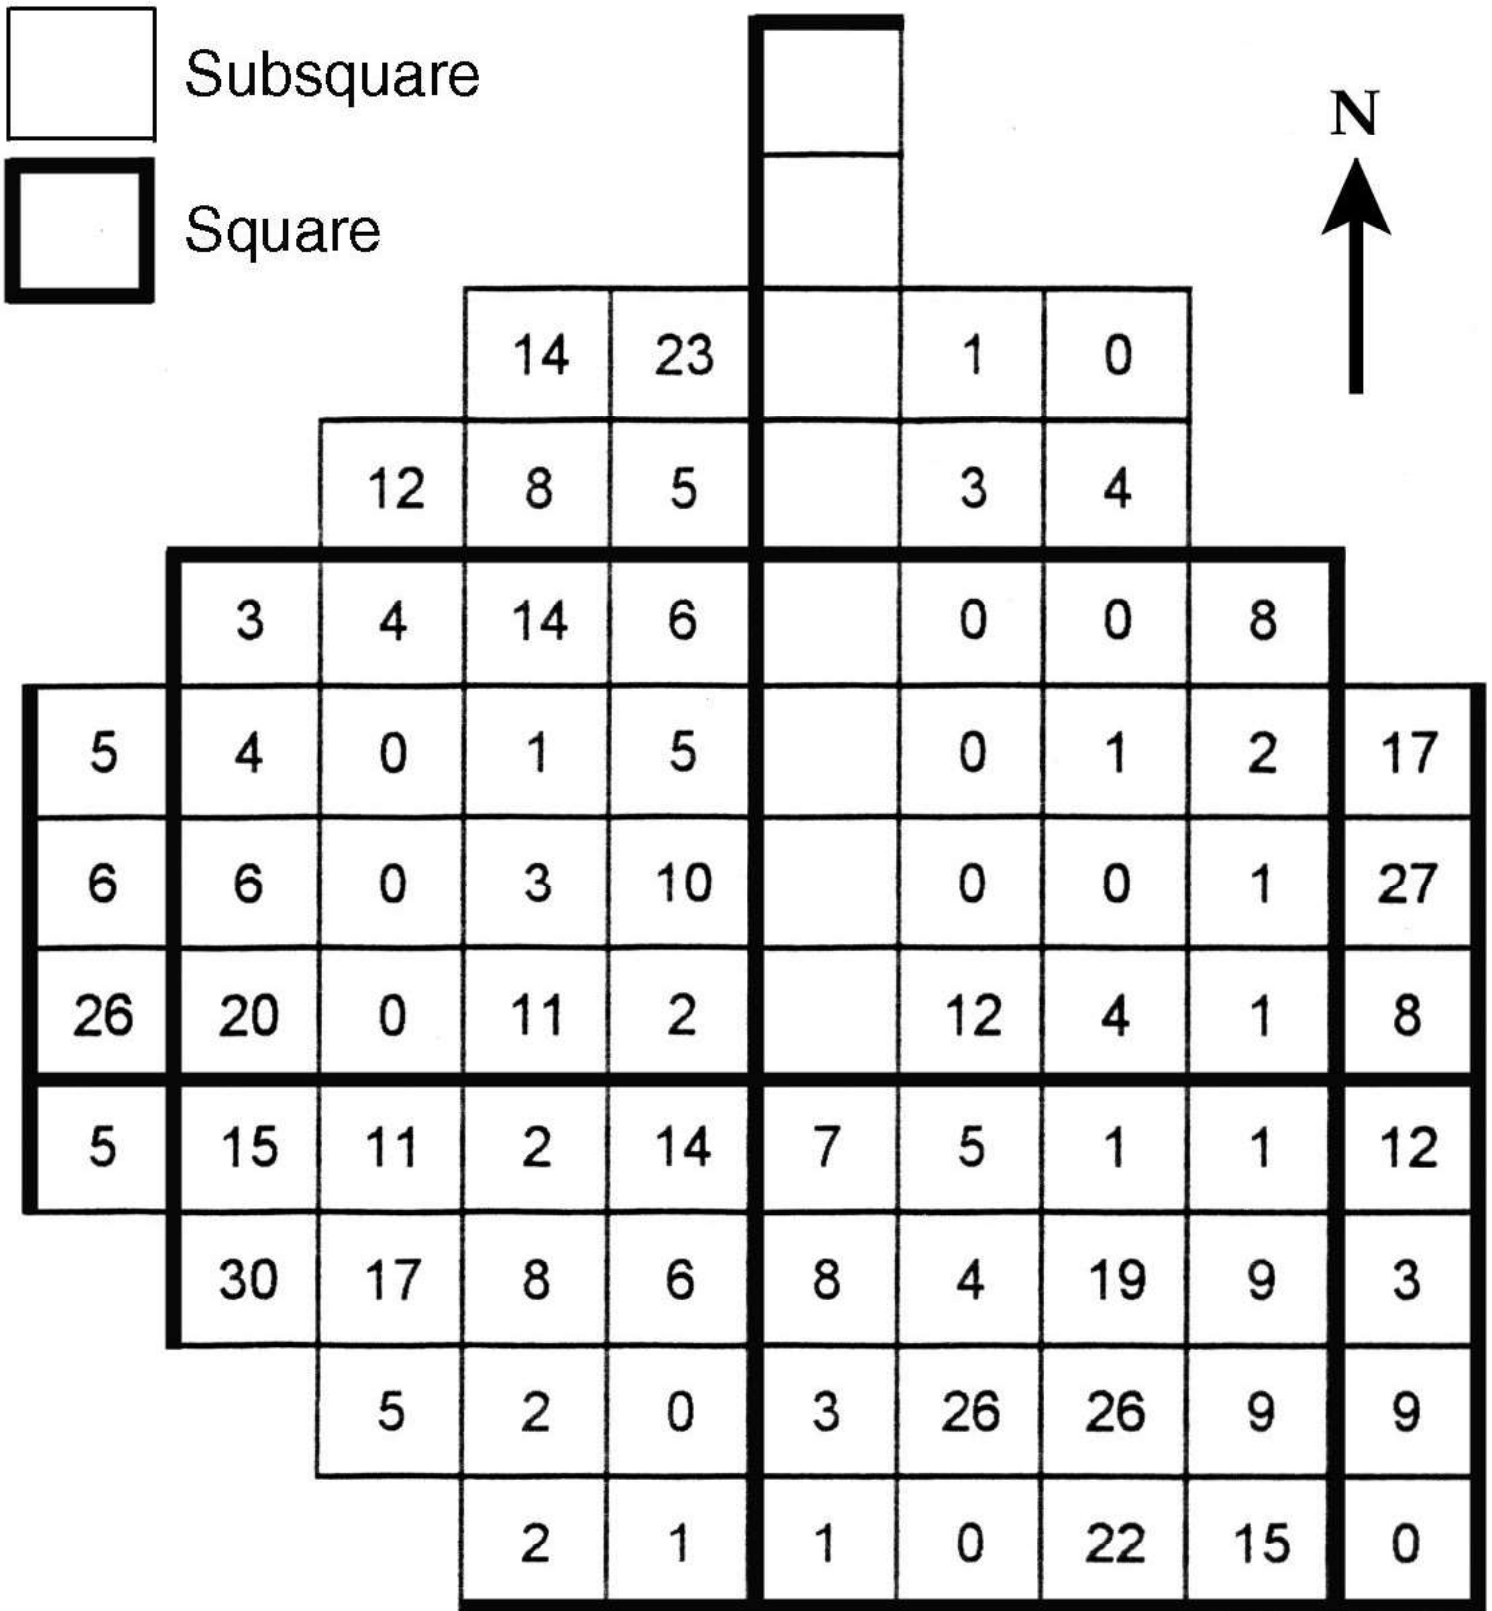 Subsquare
N
Square
14 23 1 0
12 8 5 3 4
3 4 14 6 0 0 8
5 4 0 1 5 0 1 2 17
6 6 0 3 10 0 0 1 27
26 20 0 11 2 12 4 1 8
5 15 11 2 14 7 5 1 1 12
30 17 8 6 8 4 19 9 3
5 2 0 3 26 26 9 9
2 1 1 0 22 15 0